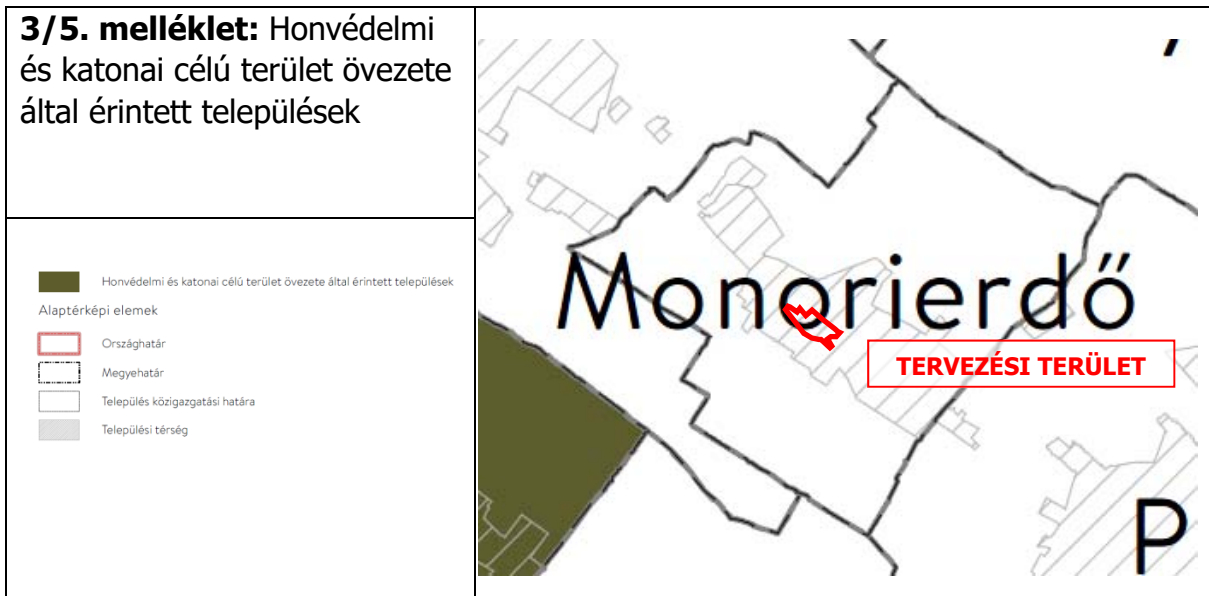 3/5. melléklet: Honvédelmi
és katonai célú terület övezete
által érintett települések
Honvédelmi és katonai célú terület övezete által érintett települések
Alaptérképi elemek
Országhatár
Megyehatár
Település közigazgatási határa
Települési térség
Monorierdő
TERVEZÉSI TERÜLET
P